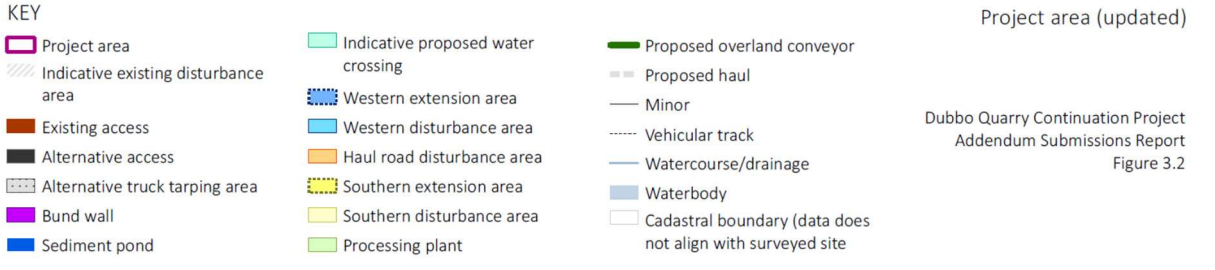 KEY
Project area
Indicative existing disturbance
area
Existing access
Alternative access
Alternative truck tarping area
Bund wall
Sediment pond
Indicative proposed water
crossing
Western extension area
Western disturbance area
Haul road disturbance area
Southern extension area
Southern disturbance area
Processing plant
Proposed overland conveyor
Proposed haul
Minor
Vehicular track
Watercourse/drainage
Waterbody
Cadastral boundary (data does
not align with surveyed site
Project area (updated)
Dubbo Quarry Continuation Project
Addendum Submissions Report
Figure 3.2